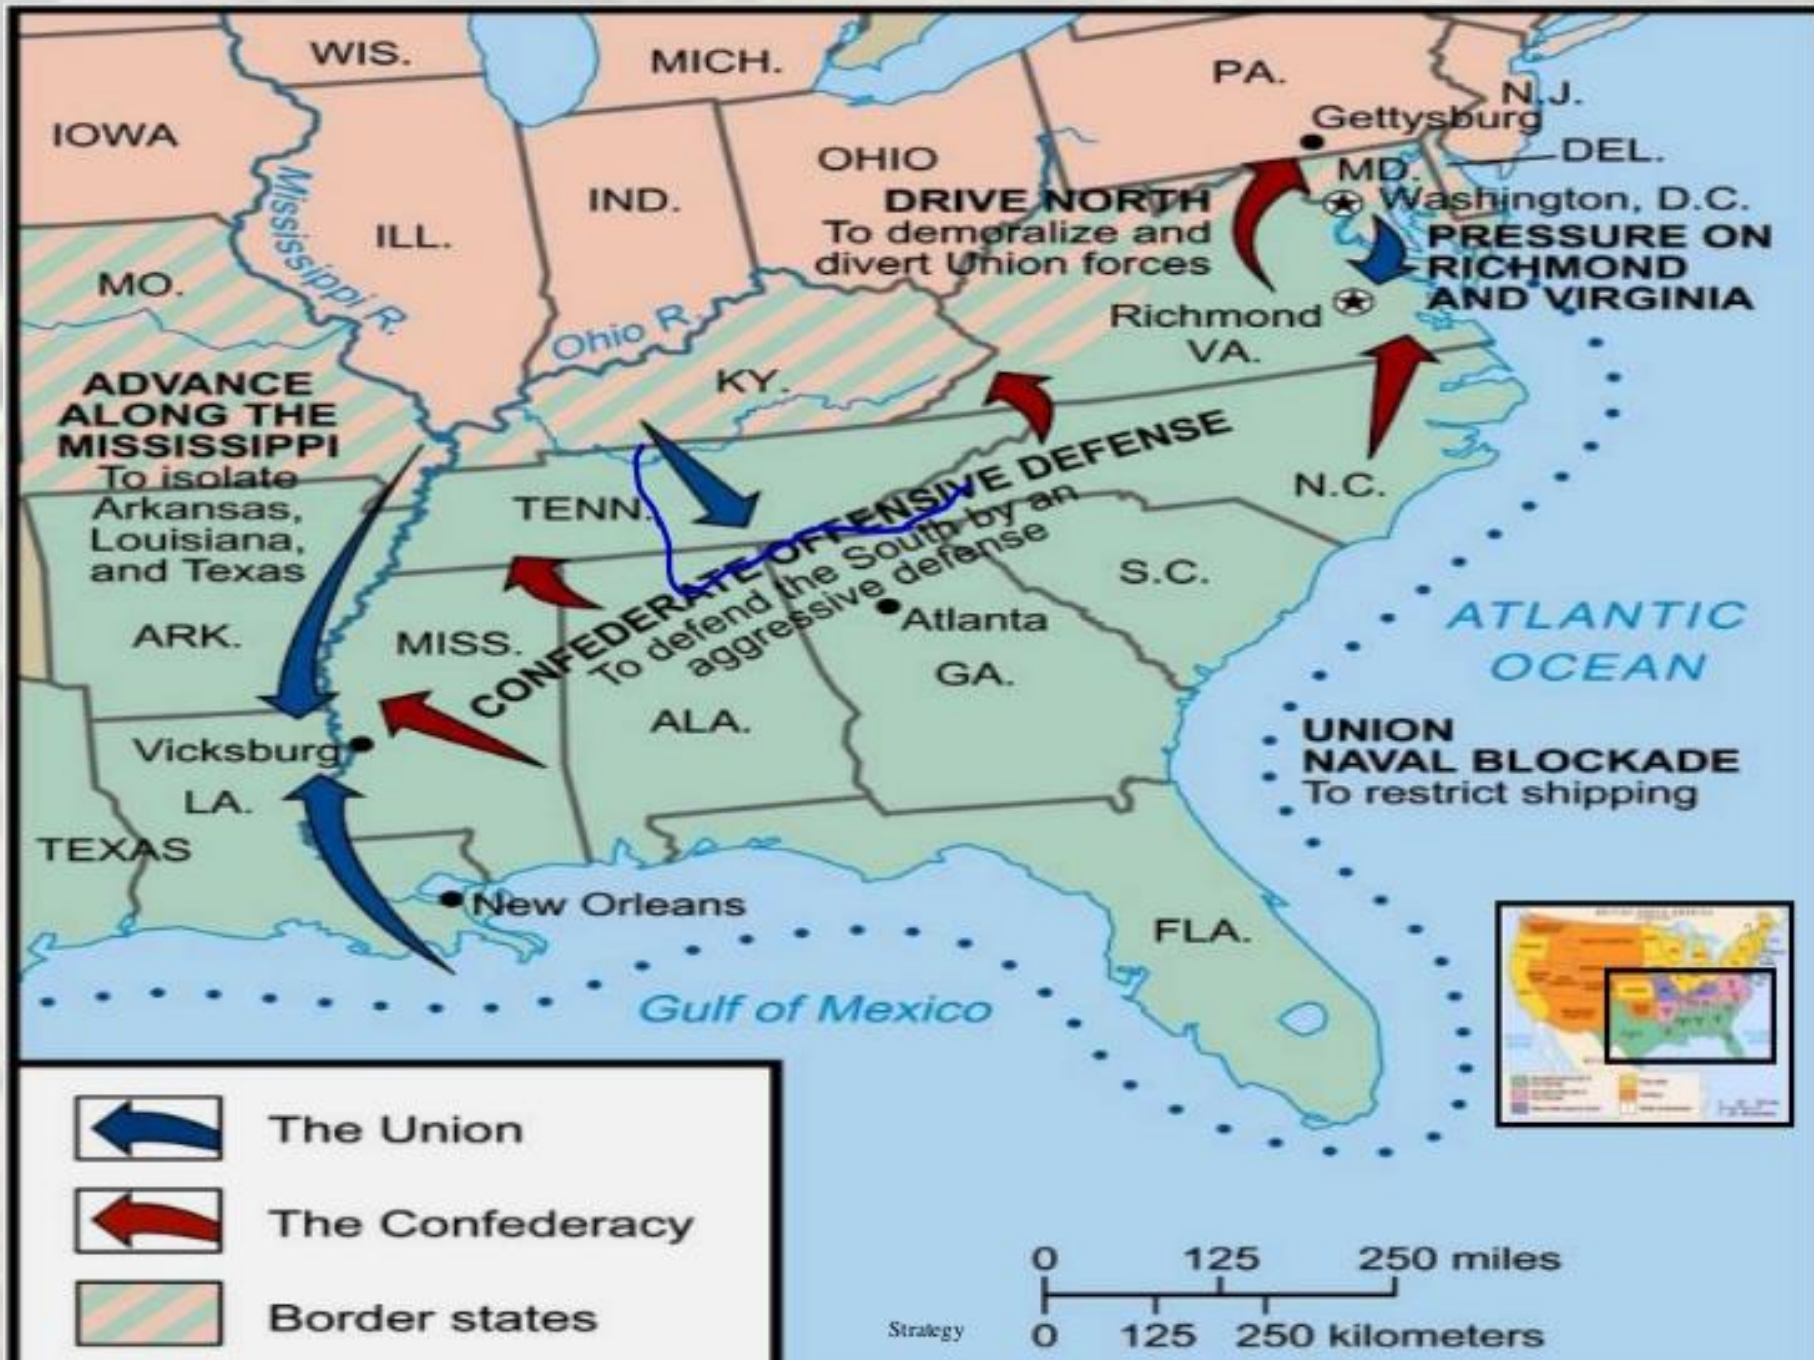 WIS.
MICH.
PA.
N.J.
Gettysburg
IOWA
OHIO
MD.
DEL.
IND.
Washington, D.C.
DRIVE NORTH
To demoralize and
divert Union forces
ILL.
PRESSURE ON
RICHMOND
AND VIRGINIA
Mississippi R.
MO.
Ohio R.
Richmond
VA.
KY.
ADVANCE
ALONG THE
MISSISSIPPI
To isolate
Arkansas,
Louisiana,
and Texas
TENN.
N.C.
CONFEDERATE OFFENSIVE DEFENSE
To defend the South by an
aggressive defense
S.C.
ARK.
MISS.
Atlanta
GA.
ATLANTIC
OCEAN
ALA.
Vicksburg
LA.
UNION
NAVAL BLOCKADE
To restrict shipping
TEXAS
New Orleans
FLA.
Gulf of Mexico
The Union
The Confederacy
Border states
Strategy
0 125 250 miles
0 125 250 kilometers